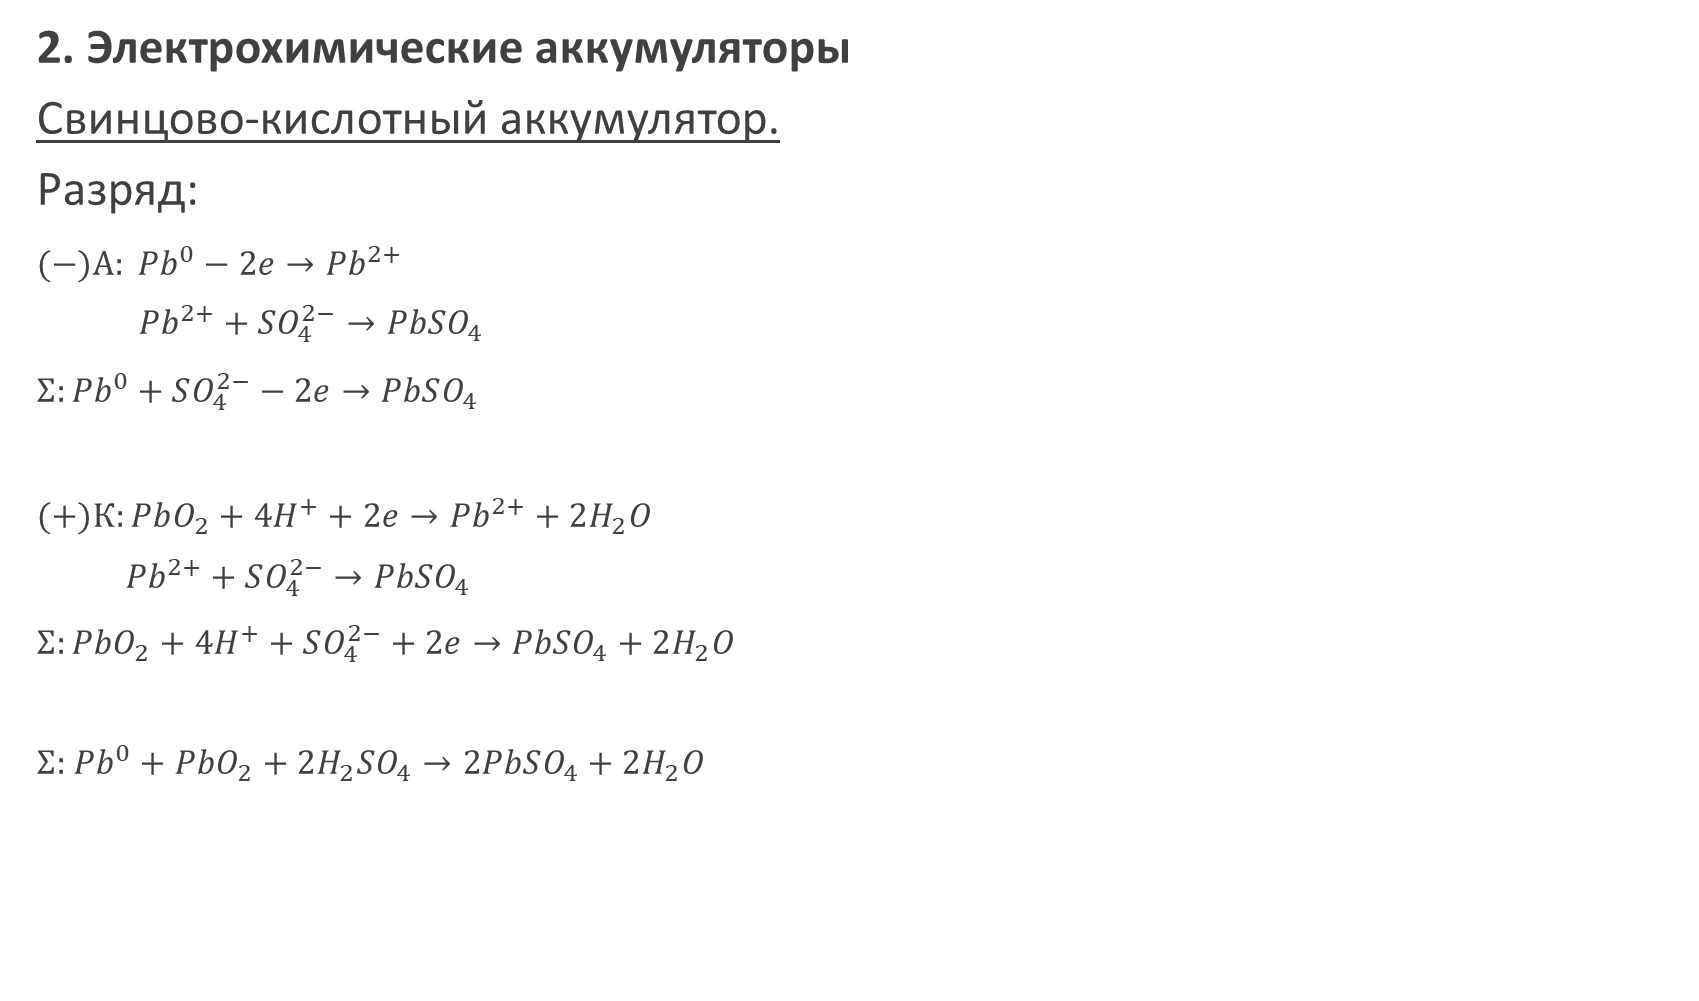 2. Электрохимические аккумуляторы
Свинцово-кислотный аккумулятор.
Разряд:
(−)А: Pb⁰ − 2e → Pb²⁺
Pb²⁺ + SO₄²⁻ → PbSO₄
Σ: Pb⁰ + SO₄²⁻ − 2e → PbSO₄
(+)К: PbO₂ + 4H⁺ + 2e → Pb²⁺ + 2H₂O
Pb²⁺ + SO₄²⁻ → PbSO₄
Σ: PbO₂ + 4H⁺ + SO₄²⁻ + 2e → PbSO₄ + 2H₂O
Σ: Pb⁰ + PbO₂ + 2H₂SO₄ → 2PbSO₄ + 2H₂O